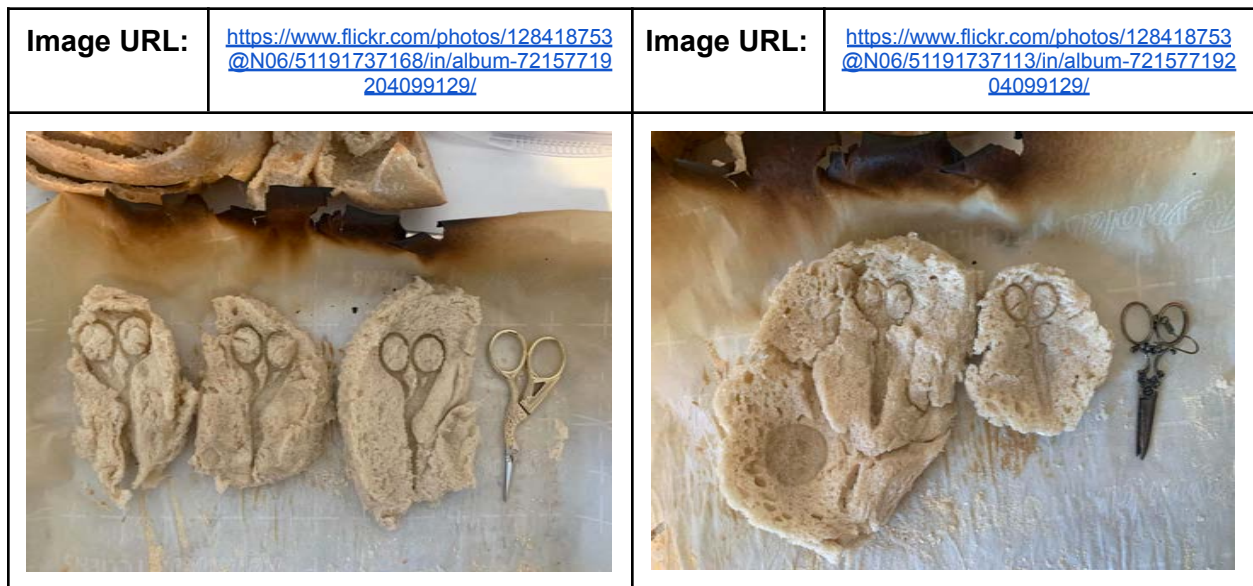 Image URL:
https://www.flickr.com/photos/128418753
@N06/51191737168/in/album-72157719
204099129/
Image URL:
https://www.flickr.com/photos/128418753
@N06/51191737113/in/album-721577192
04099129/
Reynolds